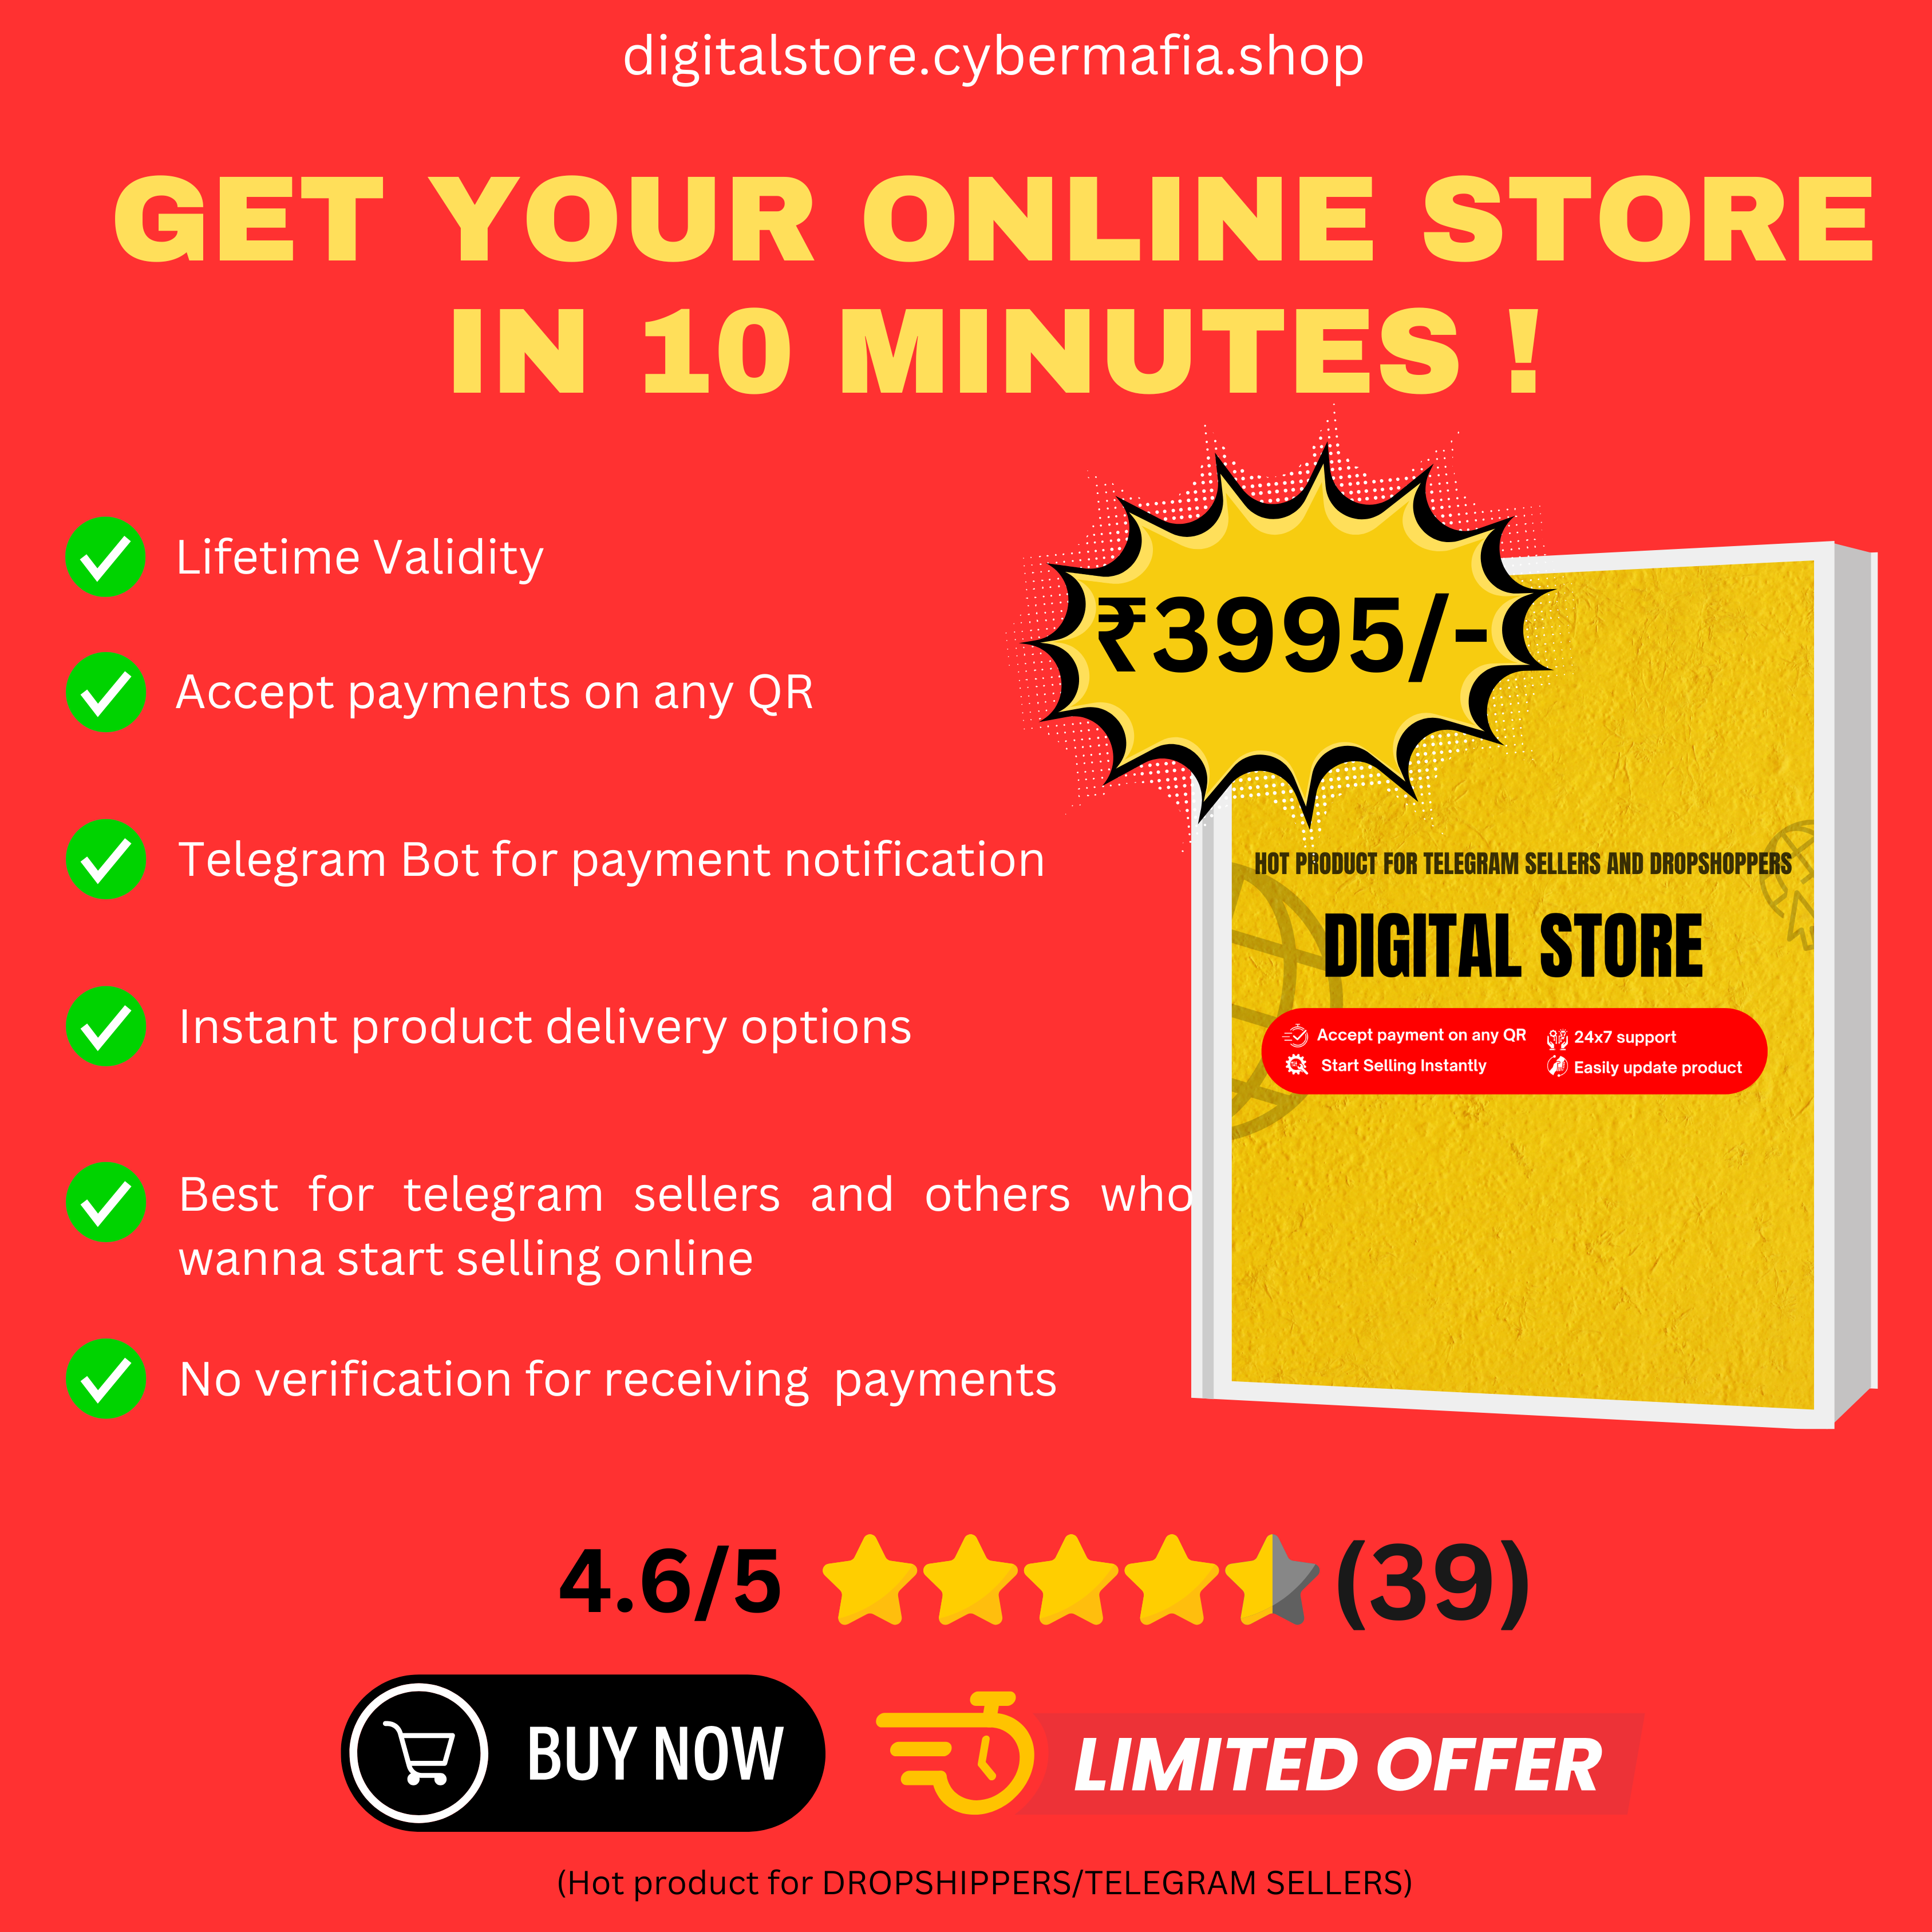 digitalstore.cybermafia.shop
GET YOUR ONLINE STORE
IN 10 MINUTES !
Lifetime Validity
Accept payments on any QR
Telegram Bot for payment notification
Instant product delivery options
Best for telegram sellers and others who
wanna start selling online
No verification for receiving payments
₹3995/-
HOT PRODUCT FOR TELEGRAM SELLERS AND DROPSHOPPERS
DIGITAL STORE
Accept payment on any QR
24x7 support
Start Selling Instantly
Easily update product
4.6/5 (39)
BUY NOW
LIMITED OFFER
(Hot product for DROPSHIPPERS/TELEGRAM SELLERS)